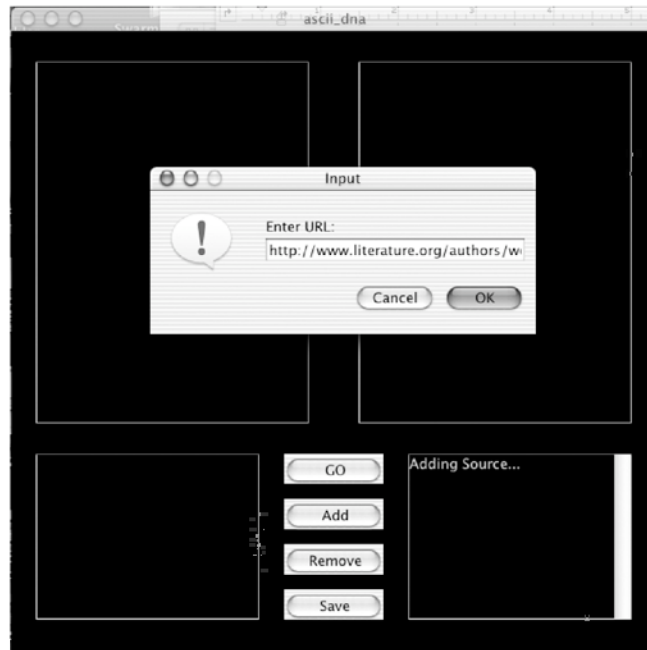 ascii_dna
Input
Enter URL:
http://www.literature.org/authors/w
Cancel OK
GO
Adding Source...
Add
Remove
Save